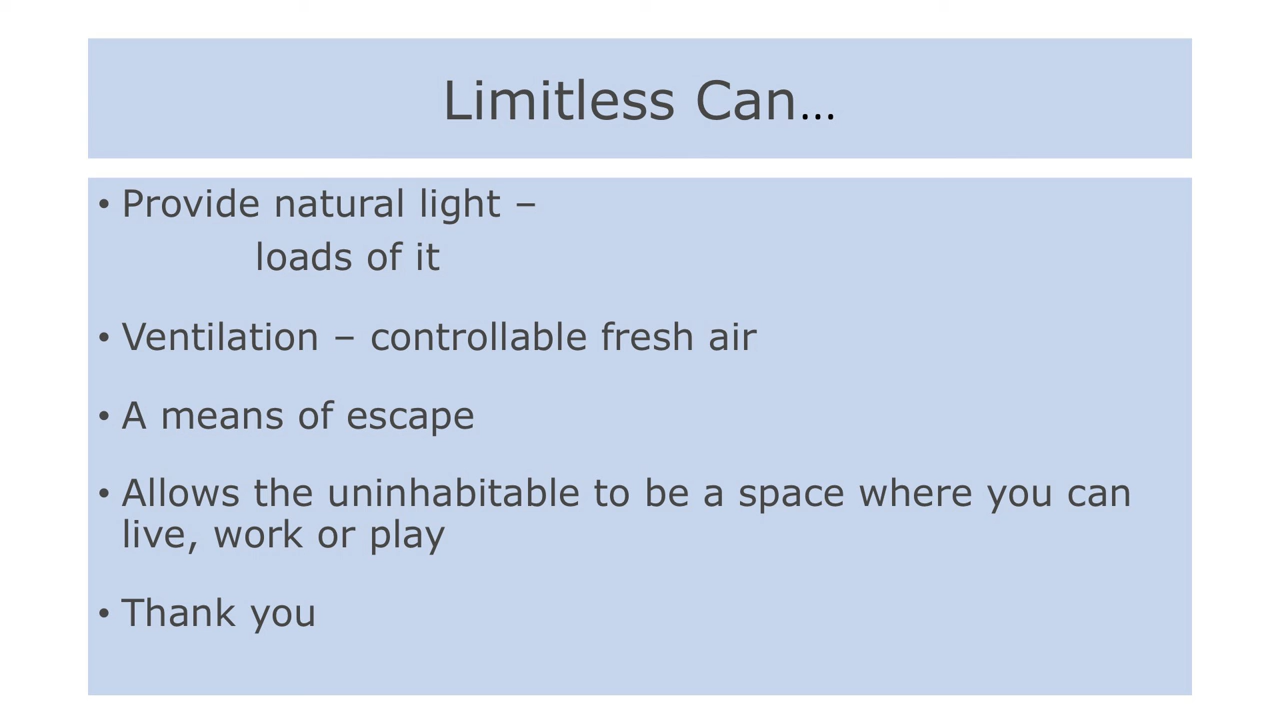 Limitless Can…
• Provide natural light –
loads of it
• Ventilation – controllable fresh air
• A means of escape
• Allows the uninhabitable to be a space where you can
live, work or play
• Thank you